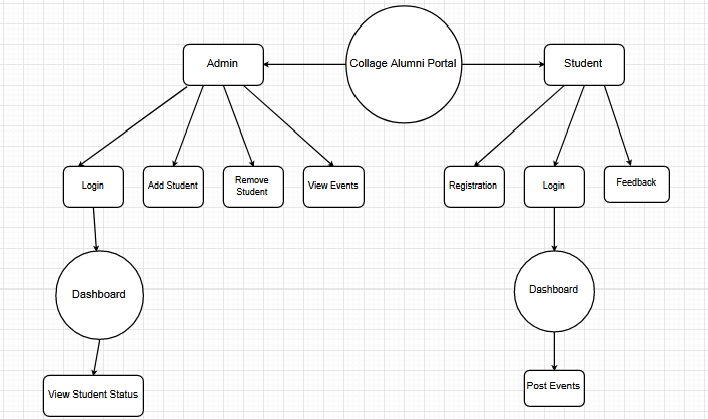 Collage Alumni Portal
Admin
Student
Login
Add Student
Remove
Student
View Events
Registration
Login
Feedback
Dashboard
Dashboard
View Student Status
Post Events